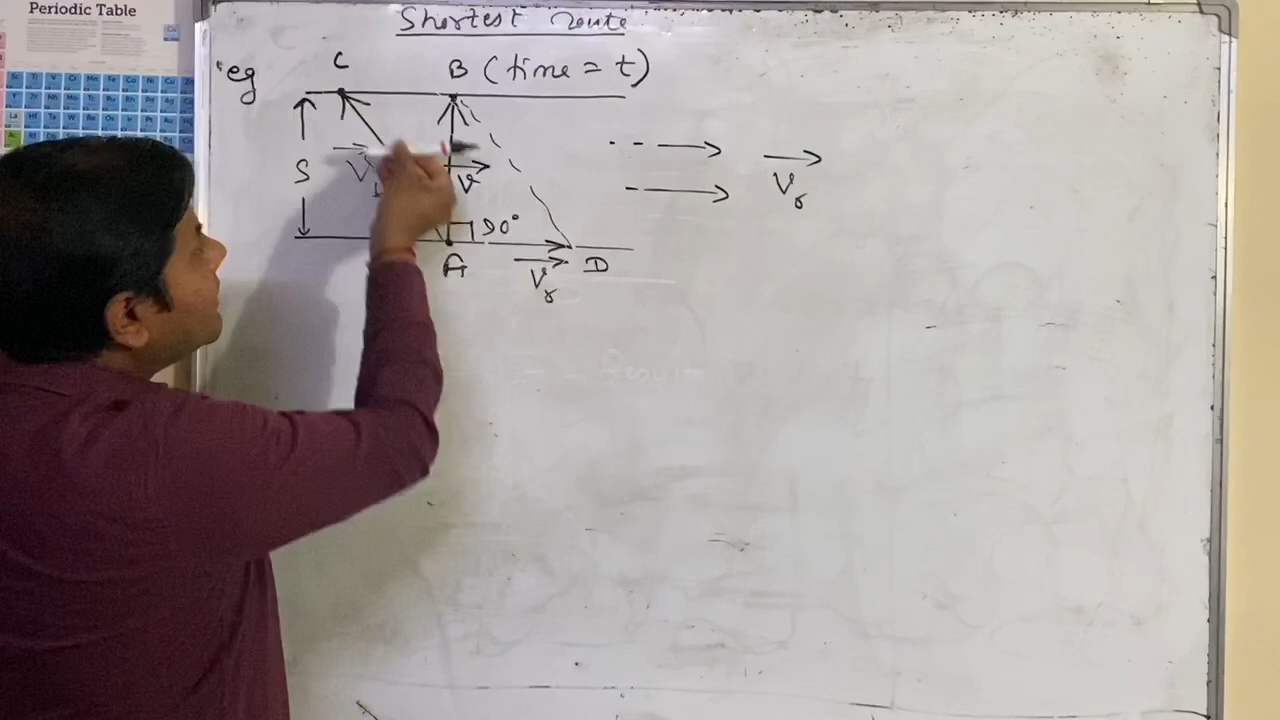 Periodic Table
Shortest route
eg
C
B (time = t)
S
V
V
Vr
90°
A
Vr
D